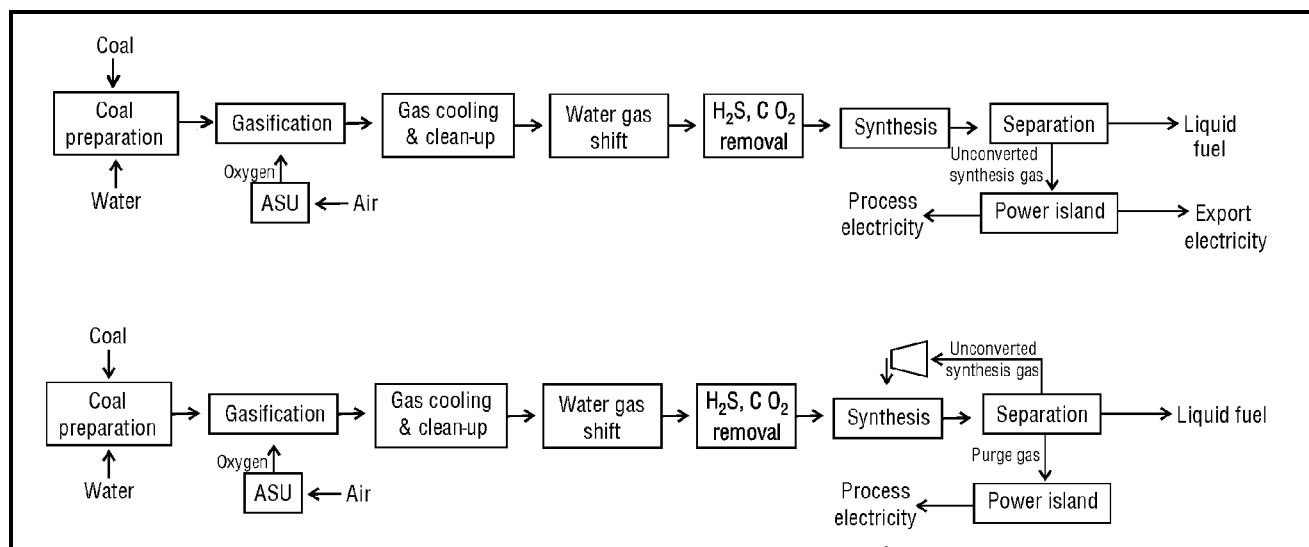 Coal
Coal
preparation
Water
Gasification
Oxygen
ASU
Air
Gas cooling
& clean-up
Water gas
shift
H₂S, C O₂
removal
Synthesis
Separation
Liquid
fuel
Unconverted
synthesis gas
Process
electricity
Power island
Export
electricity
Coal
Coal
preparation
Water
Gasification
Oxygen
ASU
Air
Gas cooling
& clean-up
Water gas
shift
H₂S, C O₂
removal
Synthesis
Unconverted
synthesis gas
Separation
Liquid fuel
Purge gas
Process
electricity
Power island